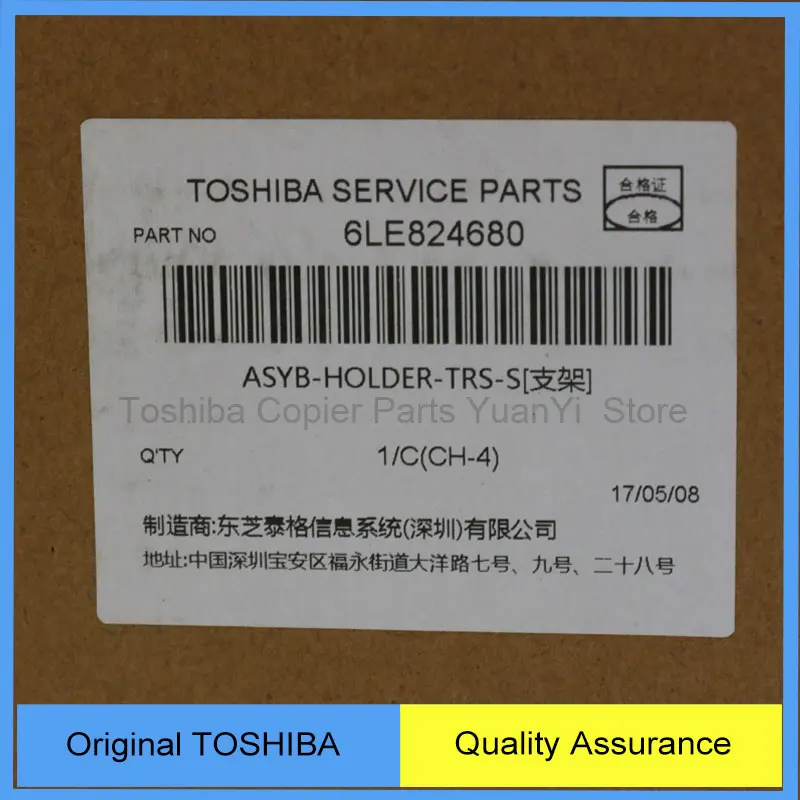 TOSHIBA SERVICE PARTS
合格证
合格
PART NO 6LE824680
ASYB-HOLDER-TRS-S[支架]
Toshiba Copier Parts YuanYi Store
Q'TY 1/C(CH-4)
17/05/08
制造商:东芝泰格信息系统(深圳)有限公司
地址:中国深圳宝安区福永街道大洋路七号、九号、二十八号
Original TOSHIBA
Quality Assurance